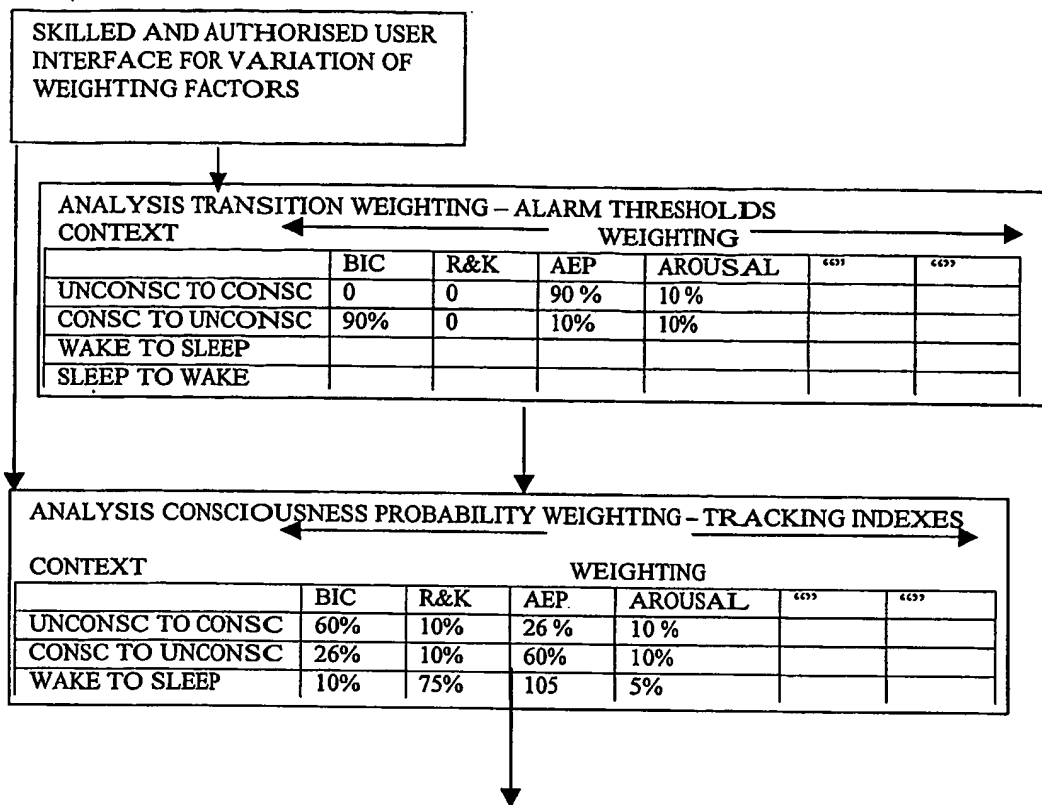 SKILLED AND AUTHORISED USER
INTERFACE FOR VARIATION OF
WEIGHTING FACTORS
ANALYSIS TRANSITION WEIGHTING – ALARM THRESHOLDS
CONTEXT WEIGHTING
BIC R&K AEP AROUSAL “” “”
UNCONSC TO CONSC 0 0 90 % 10 %
CONSC TO UNCONSC 90% 0 10% 10%
WAKE TO SLEEP
SLEEP TO WAKE
ANALYSIS CONSCIOUSNESS PROBABILITY WEIGHTING – TRACKING INDEXES
CONTEXT WEIGHTING
BIC R&K AEP. AROUSAL “” “”
UNCONSC TO CONSC 60% 10% 26 % 10 %
CONSC TO UNCONSC 26% 10% 60% 10%
WAKE TO SLEEP 10% 75% 105 5%